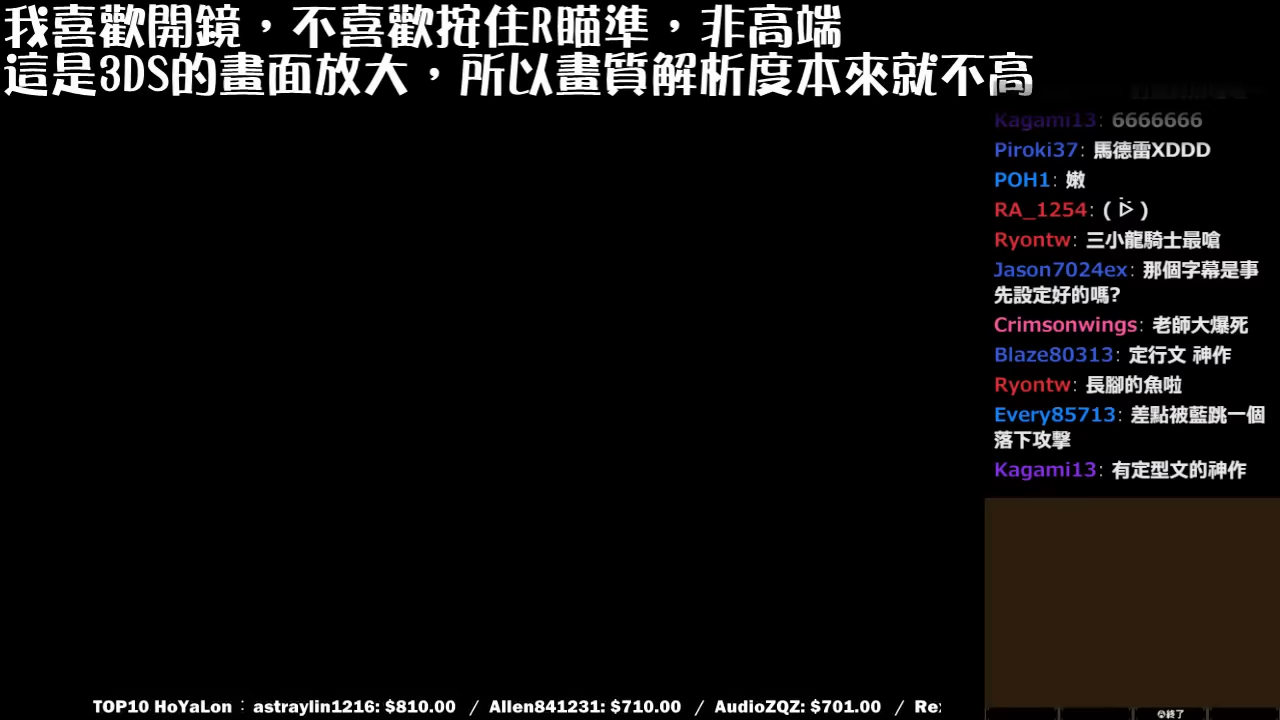 我喜歡開鏡，不喜歡按住R瞄準，非高端
這是3DS的畫面放大，所以畫質解析度本來就不高
Kagami13: 6666666
Piroki37: 馬德雷XDDD
POH1: 嫩
RA_1254:
Ryontw: 三小龍騎士最嗆
Jason7024ex: 那個字幕是事
先設定好的嗎?
Crimsonwings: 老師大爆死
Blaze80313: 定行文 神作
Ryontw: 長腳的魚啦
Every85713: 差點被藍跳一個
落下攻擊
Kagami13: 有定型文的神作
終了
TOP10 HoYaLon：astraylin1216: $810.00 / Allen841231: $710.00 / AudioZQZ: $701.00 /